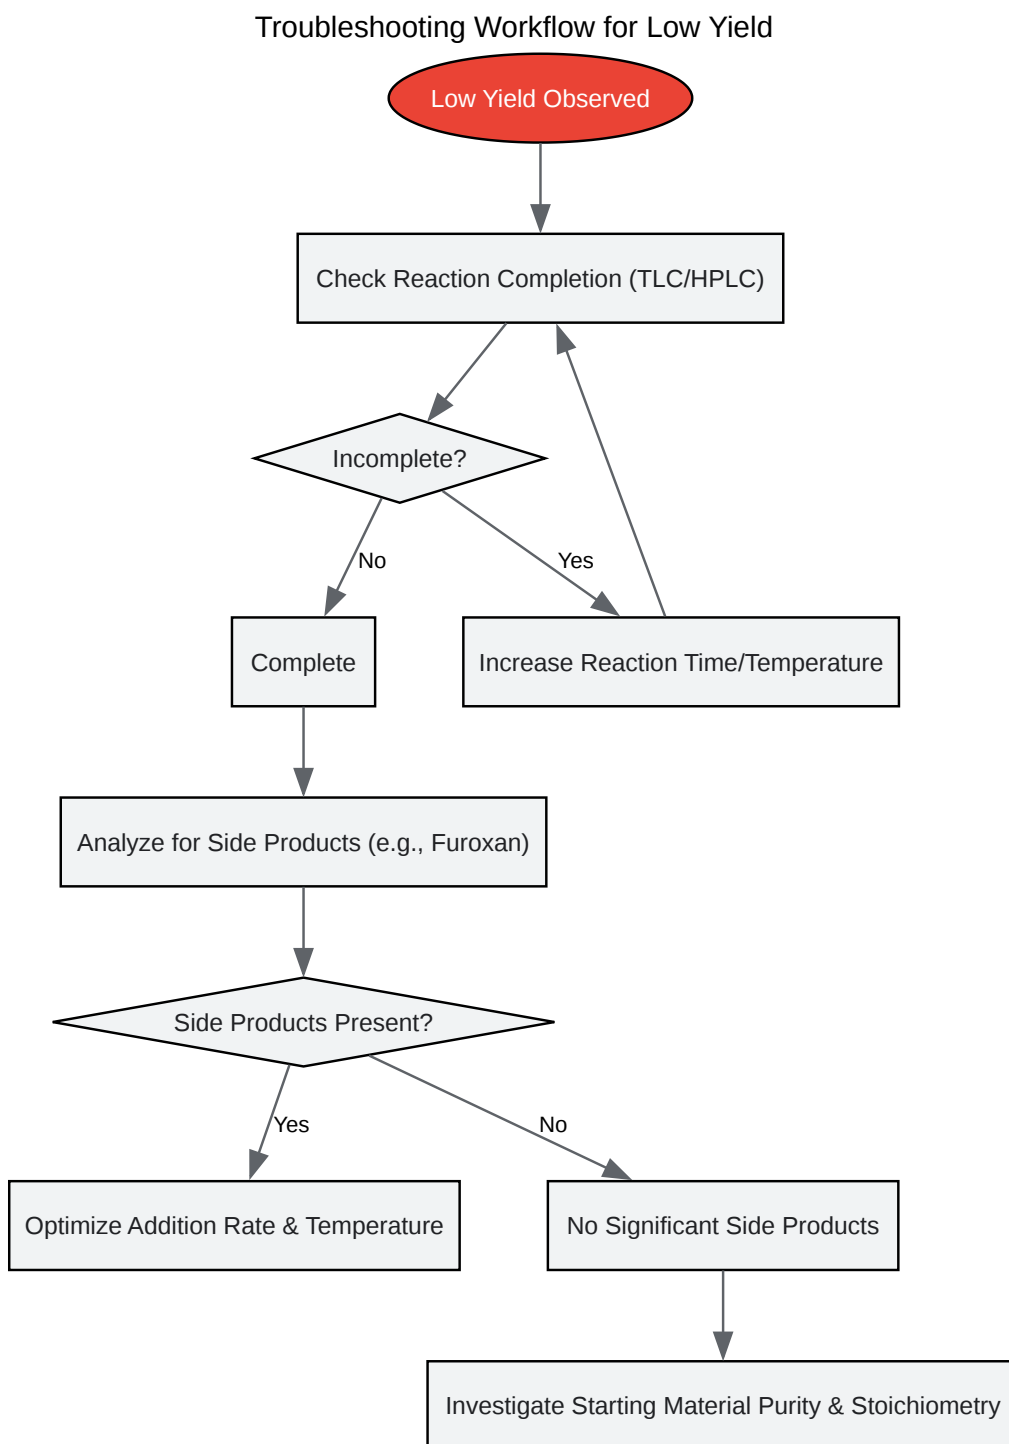 Troubleshooting Workflow for Low Yield
Low Yield Observed
Check Reaction Completion (TLC/HPLC)
Incomplete?
No
Yes
Complete
Increase Reaction Time/Temperature
Analyze for Side Products (e.g., Furoxan)
Side Products Present?
Yes
No
Optimize Addition Rate & Temperature
No Significant Side Products
Investigate Starting Material Purity & Stoichiometry